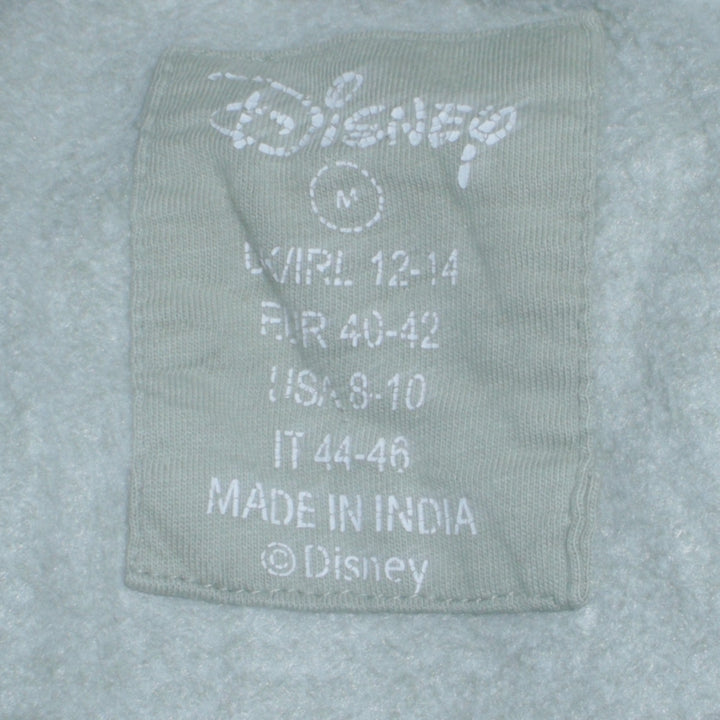 Disney
M
UK/IRL 12-14
EUR 40-42
USA 8-10
IT 44-46
MADE IN INDIA
© Disney